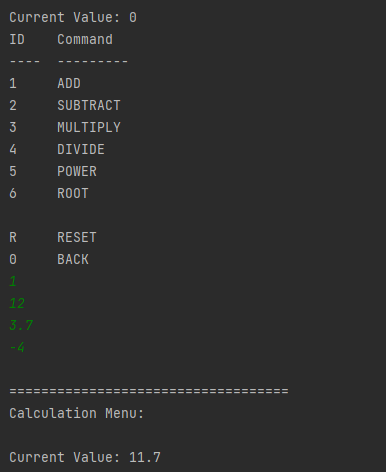 Current Value: 0
ID    Command
----  ---------
1     ADD
2     SUBTRACT
3     MULTIPLY
4     DIVIDE
5     POWER
6     ROOT

R     RESET
0     BACK
1
12
3.7
-4

===================================
Calculation Menu:

Current Value: 11.7